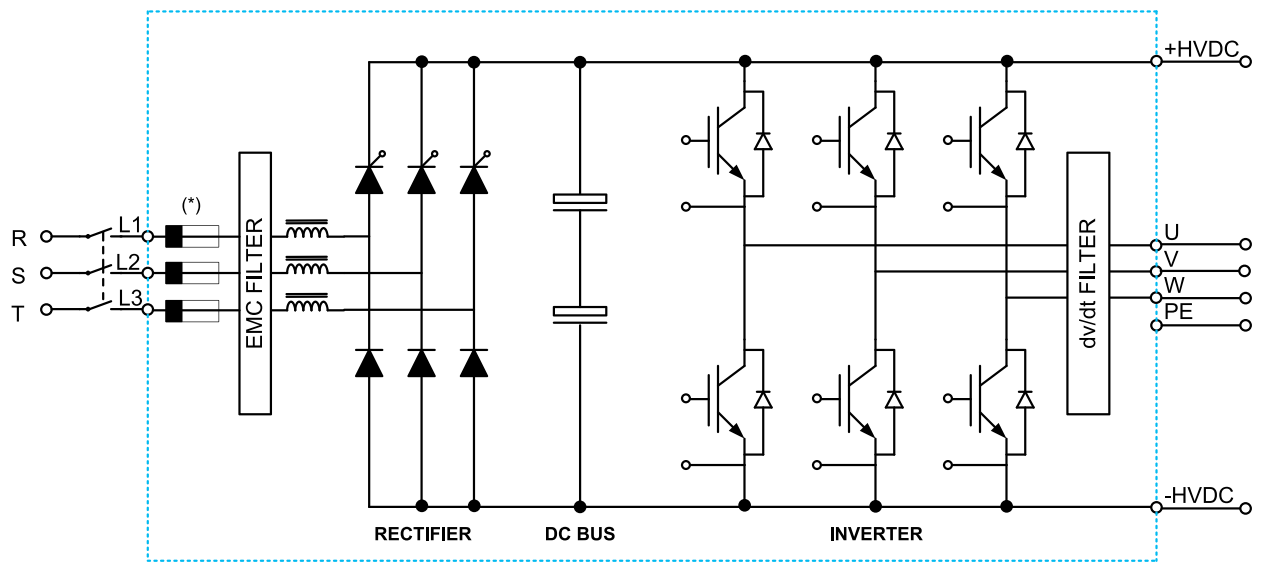 +HVDC
(*)
R
L1
S
L2
T
L3
EMC FILTER
dv/dt FILTER
U
V
W
PE
-HVDC
RECTIFIER
DC BUS
INVERTER